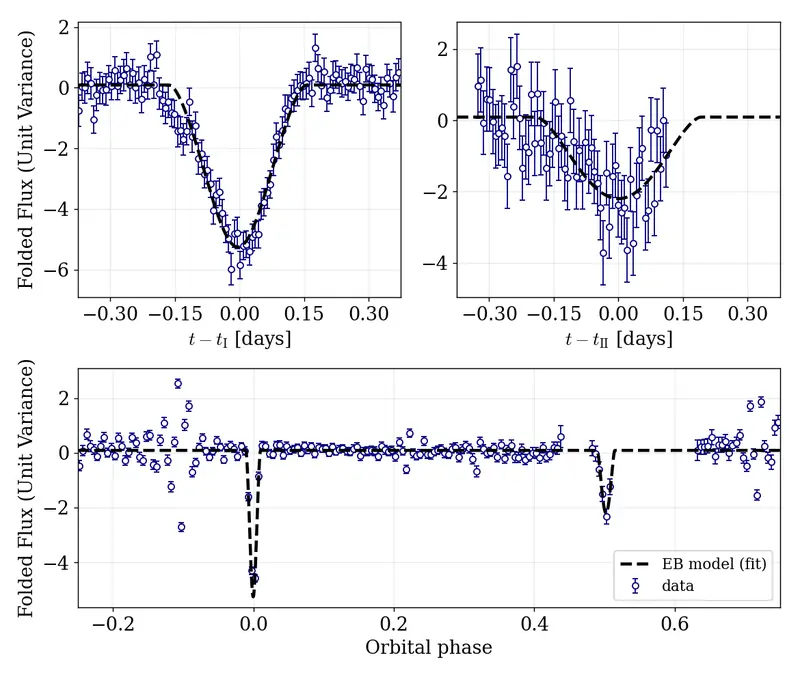 Folded Flux (Unit Variance)
2
0
−2
−4
−6
−0.30 −0.15 0.00 0.15 0.30
t − tI [days]
2
0
−2
−4
−0.30 −0.15 0.00 0.15 0.30
t − tII [days]
Folded Flux (Unit Variance)
2
0
−2
−4
EB model (fit)
data
−0.2 0.0 0.2 0.4 0.6
Orbital phase